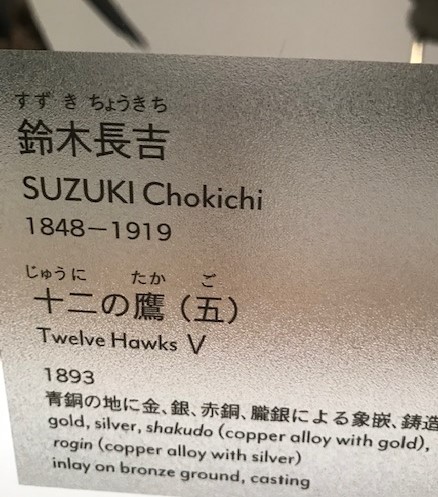 すず き ちょうきち
鈴木長吉
SUZUKI Chokichi
1848－1919
じゅうに たか ご
十二の鷹（五）
Twelve Hawks V
1893
青銅の地に金、銀、赤銅、朧銀による象嵌、鋳造
gold, silver, shakudo (copper alloy with gold),
rogin (copper alloy with silver)
inlay on bronze ground, casting